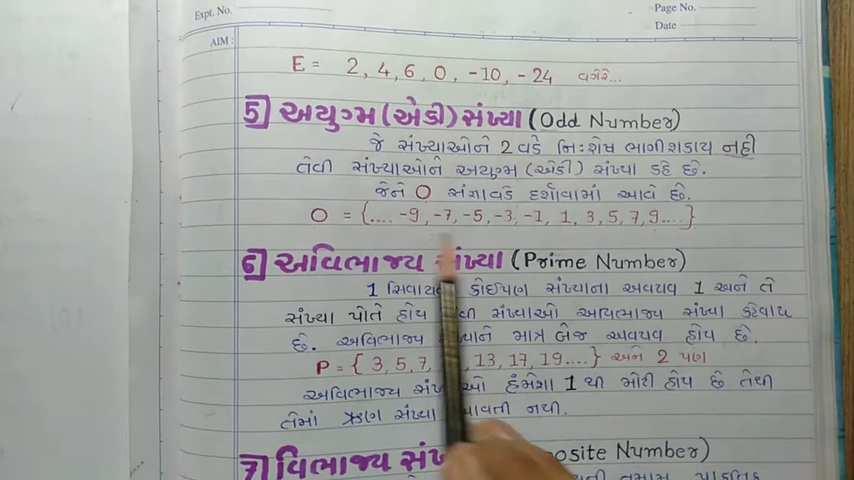 Expt. No.
Page No.
Date
AIM :
E = 2, 4, 6, 0, -10, -24 વગેરે...
5] અયુગ્મ (એકી) સંખ્યા (Odd Number)
જે સંખ્યાઓને 2 વડે નિઃશેષ ભાગી શકાય નહી
તેવી સંખ્યાઓને અયુગ્મ (એકી) સંખ્યા કહે છે.
જેને O સંજ્ઞાવડે દર્શાવામાં આવે છે.
O = {.... -9, -7, -5, -3, -1, 1, 3, 5, 7, 9....}
6] અવિભાજ્ય સંખ્યા (Prime Number)
1 સિવાયની કોઈપણ સંખ્યાના અવયવ 1 અને તે
સંખ્યા પોતે હોય સંખ્યાઓ અવિભાજ્ય સંખ્યા કહેવાય
છે. અવિભાજ્ય માત્ર બેજ અવયવ હોય છે.
P = { 3, 5, 7, 13, 17, 19.... } અને 2 પણ
અવિભાજ્ય હંમેશા 1 થી મોટી હોય છે તેથી
તેમાં ઋણ સંખ્યા આવતી નથી.
7] વિભાજ્ય Number)